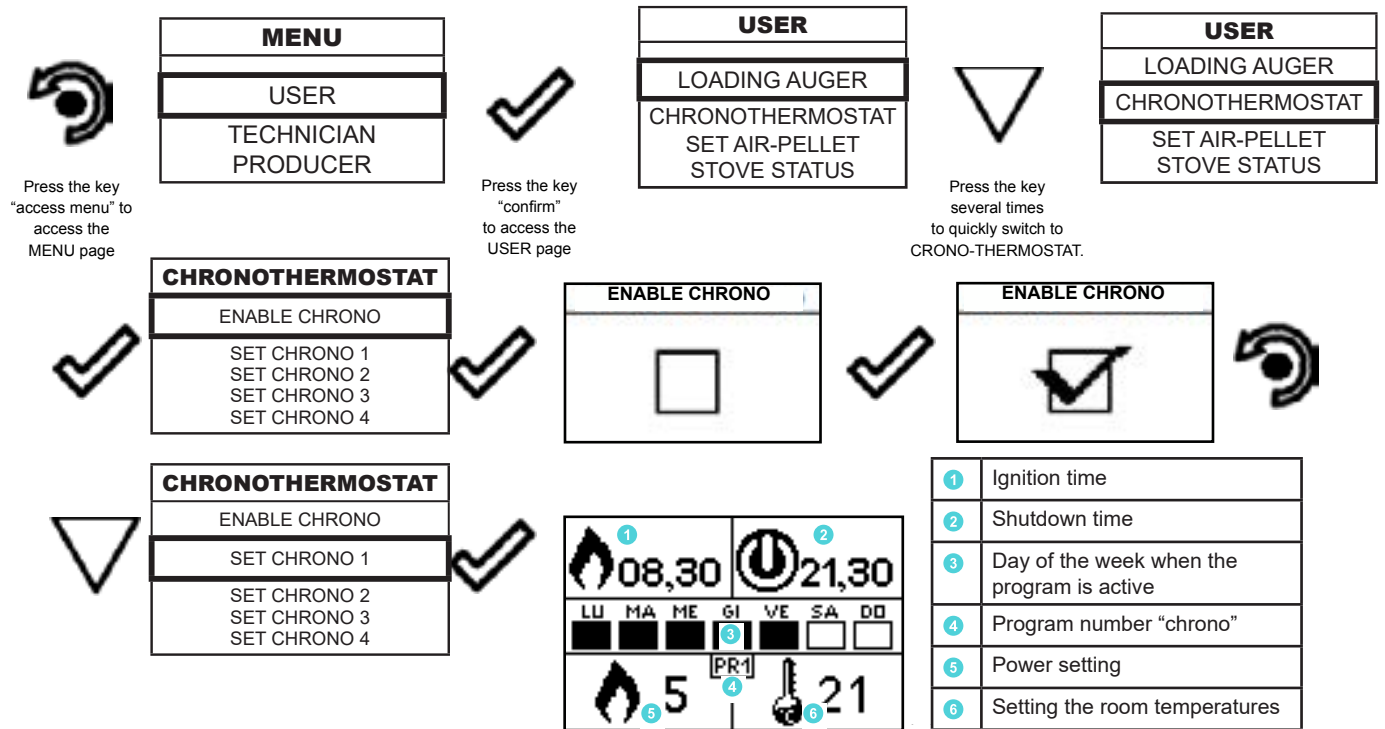 MENU
USER
TECHNICIAN
PRODUCER
Press the key
“access menu” to
access the
MENU page
Press the key
“confirm”
to access the
USER page
USER
LOADING AUGER
CHRONOTHERMOSTAT
SET AIR-PELLET
STOVE STATUS
Press the key
several times
to quickly switch to
CRONO-THERMOSTAT.
USER
LOADING AUGER
CHRONOTHERMOSTAT
SET AIR-PELLET
STOVE STATUS
CHRONOTHERMOSTAT
ENABLE CHRONO
SET CHRONO 1
SET CHRONO 2
SET CHRONO 3
SET CHRONO 4
ENABLE CHRONO
ENABLE CHRONO
CHRONOTHERMOSTAT
ENABLE CHRONO
SET CHRONO 1
SET CHRONO 2
SET CHRONO 3
SET CHRONO 4
1 2
08,30 21,30
LU MA ME GI VE SA DO
3
PR1
4
5 5 6 21
1 Ignition time
2 Shutdown time
3 Day of the week when the
program is active
4 Program number “chrono”
5 Power setting
6 Setting the room temperatures